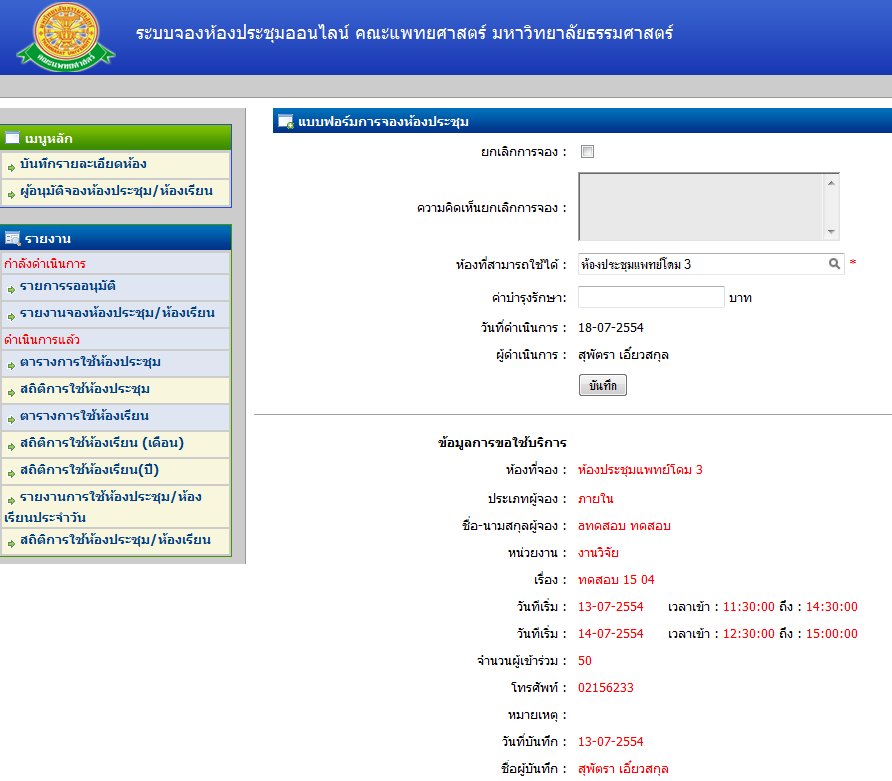 ระบบจองห้องประชุมออนไลน์ คณะแพทยศาสตร์ มหาวิทยาลัยธรรมศาสตร์
คณะแพทยศาสตร์
เมนูหลัก
บันทึกรายละเอียดห้อง
ผู้อนุมัติจองห้องประชุม/ห้องเรียน
รายงาน
กำลังดำเนินการ
รายการรออนุมัติ
รายงานจองห้องประชุม/ห้องเรียน
ดำเนินการแล้ว
ตารางการใช้ห้องประชุม
สถิติการใช้ห้องประชุม
ตารางการใช้ห้องเรียน
สถิติการใช้ห้องเรียน (เดือน)
สถิติการใช้ห้องเรียน(ปี)
รายงานการใช้ห้องประชุม/ห้อง
เรียนประจำวัน
สถิติการใช้ห้องประชุม/ห้องเรียน
แบบฟอร์มการจองห้องประชุม
ยกเลิกการจอง :
ความคิดเห็นยกเลิกการจอง :
ห้องที่สามารถใช้ได้ : ห้องประชุมแพทย์โดม 3 *
ค่าบำรุงรักษา: บาท
วันที่ดำเนินการ : 18-07-2554
ผู้ดำเนินการ : สุพัตรา เอี๋ยวสกุล
บันทึก
ข้อมูลการขอใช้บริการ
ห้องที่จอง : ห้องประชุมแพทย์โดม 3
ประเภทผู้จอง : ภายใน
ชื่อ-นามสกุลผู้จอง : aทดสอบ ทดสอบ
หน่วยงาน : งานวิจัย
เรื่อง : ทดสอบ 15 04
วันที่เริ่ม : 13-07-2554 เวลาเข้า : 11:30:00 ถึง : 14:30:00
วันที่เริ่ม : 14-07-2554 เวลาเข้า : 12:30:00 ถึง : 15:00:00
จำนวนผู้เข้าร่วม : 50
โทรศัพท์ : 02156233
หมายเหตุ :
วันที่บันทึก : 13-07-2554
ชื่อผู้บันทึก : สุพัตรา เอี๋ยวสกุล